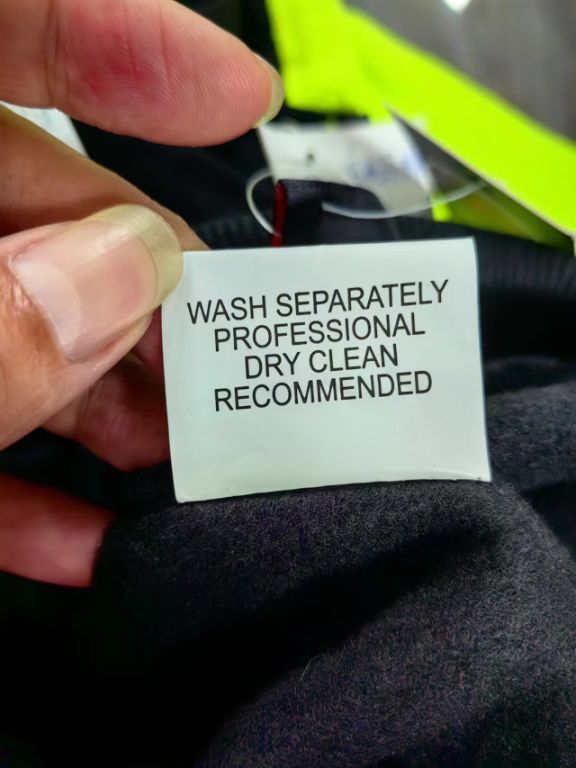 WASH SEPARATELY
PROFESSIONAL
DRY CLEAN
RECOMMENDED